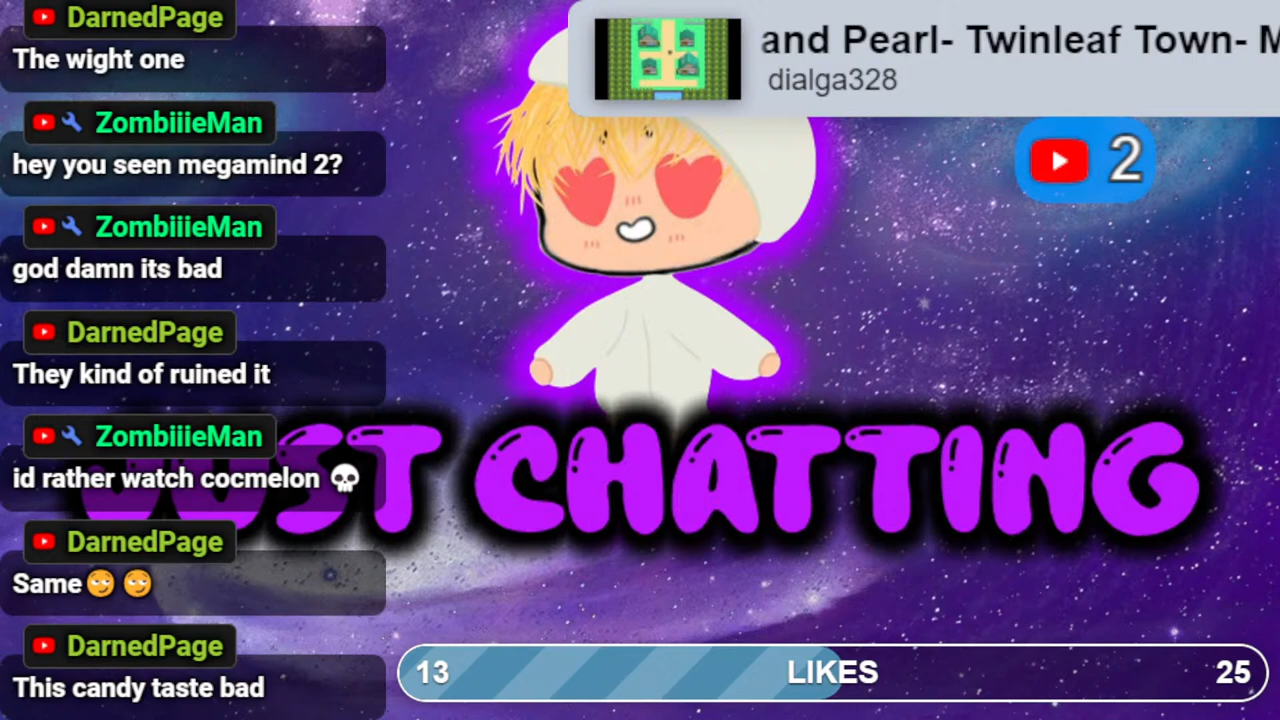 DarnedPage
The wight one
ZombiiieMan
hey you seen megamind 2?
ZombiiieMan
god damn its bad
DarnedPage
They kind of ruined it
ZombiiieMan
id rather watch cocmelon 💀
DarnedPage
Same🙄 🙄
DarnedPage
This candy taste bad
and Pearl- Twinleaf Town- M
dialga328
2
JUST CHATTING
13 LIKES 25